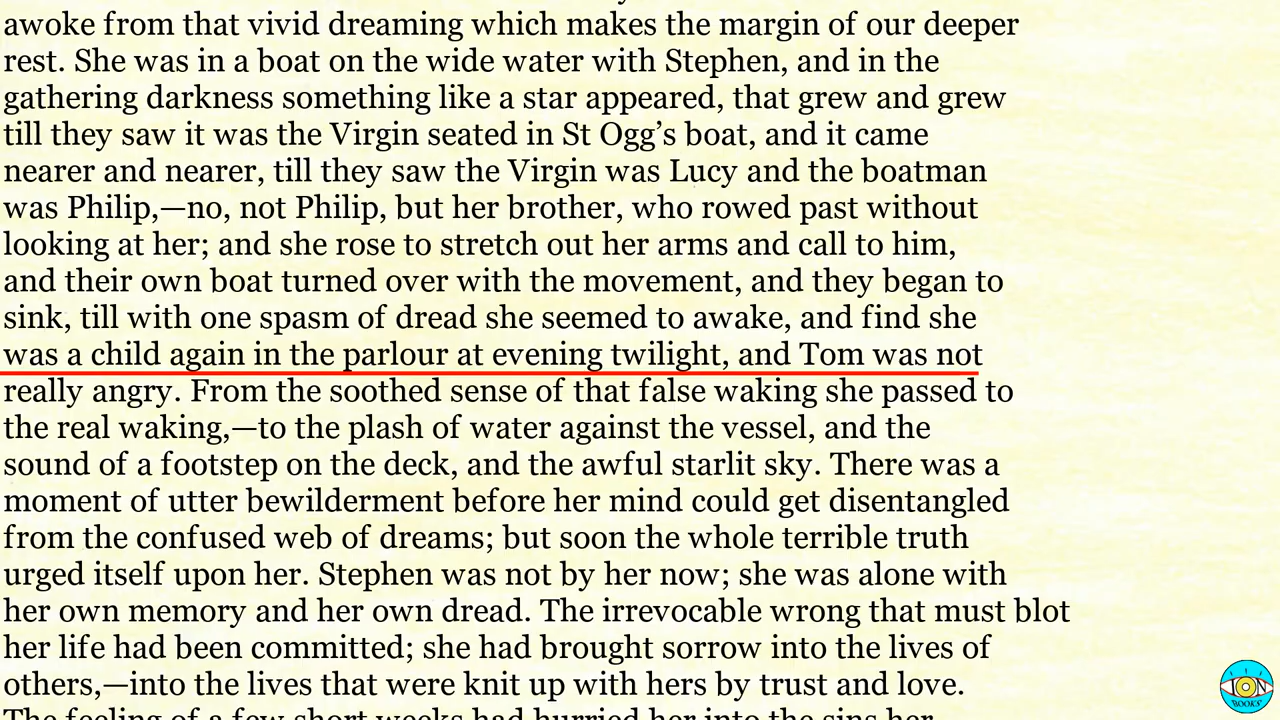 awoke from that vivid dreaming which makes the margin of our deeper
rest. She was in a boat on the wide water with Stephen, and in the
gathering darkness something like a star appeared, that grew and grew
till they saw it was the Virgin seated in St Ogg’s boat, and it came
nearer and nearer, till they saw the Virgin was Lucy and the boatman
was Philip,—no, not Philip, but her brother, who rowed past without
looking at her; and she rose to stretch out her arms and call to him,
and their own boat turned over with the movement, and they began to
sink, till with one spasm of dread she seemed to awake, and find she
was a child again in the parlour at evening twilight, and Tom was not
really angry. From the soothed sense of that false waking she passed to
the real waking,—to the plash of water against the vessel, and the
sound of a footstep on the deck, and the awful starlit sky. There was a
moment of utter bewilderment before her mind could get disentangled
from the confused web of dreams; but soon the whole terrible truth
urged itself upon her. Stephen was not by her now; she was alone with
her own memory and her own dread. The irrevocable wrong that must blot
her life had been committed; she had brought sorrow into the lives of
others,—into the lives that were knit up with hers by trust and love.
The feeling of a few short weeks had hurried her into the sins her
ION
BOOKS